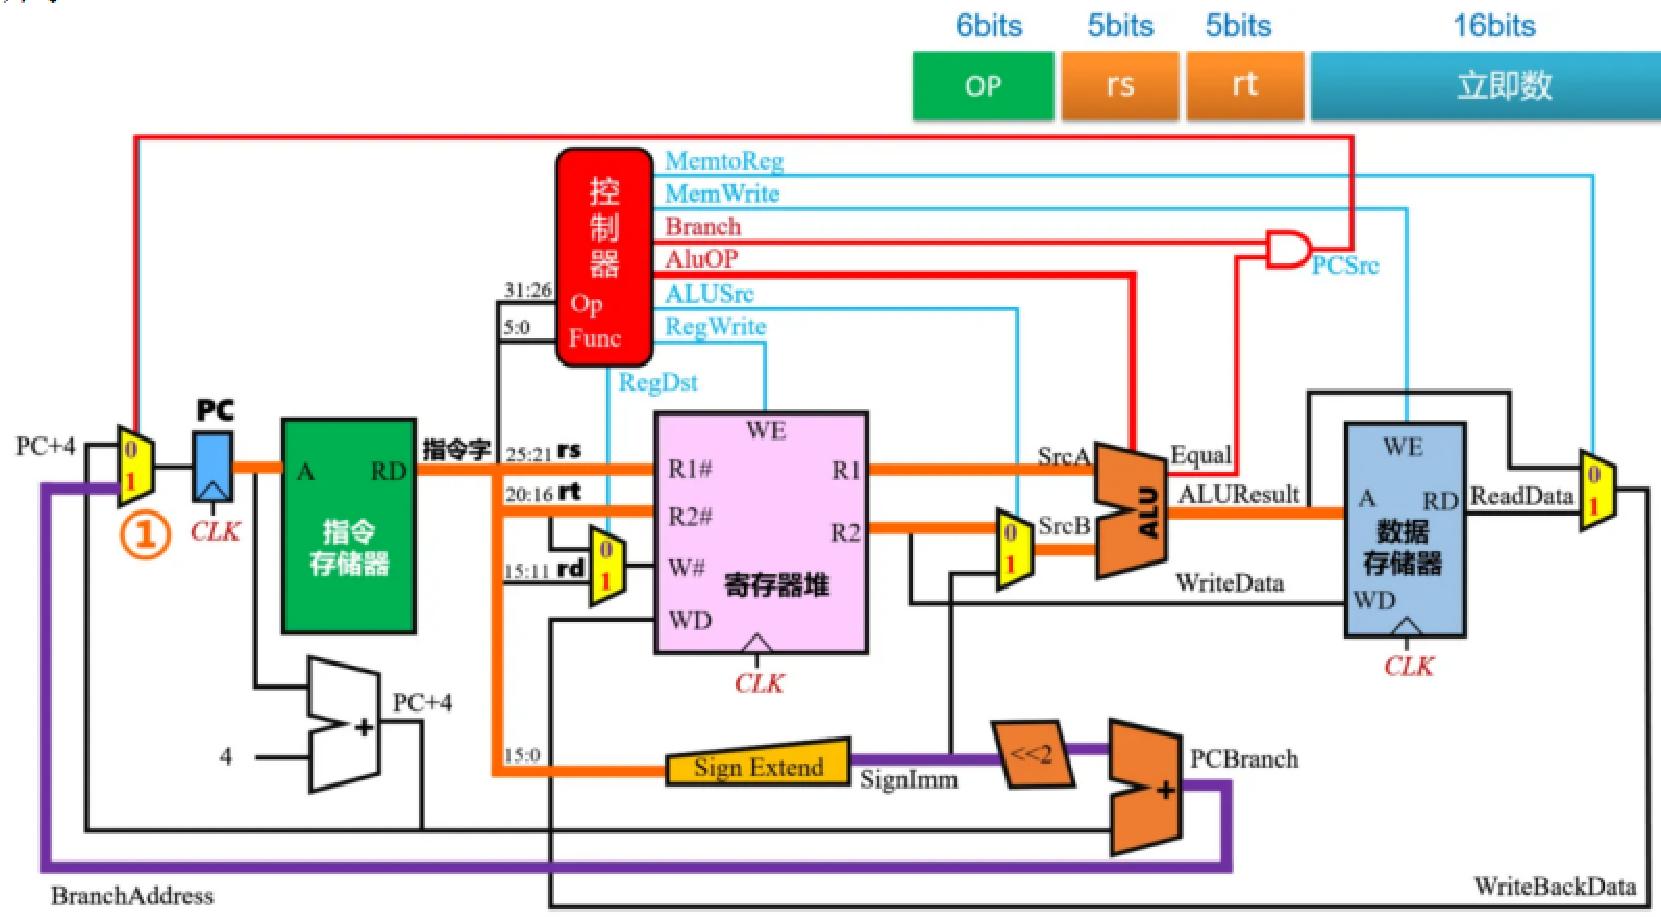 6bits 5bits 5bits 16bits
OP rs rt 立即数
控制器
Op
Func
MemtoReg
MemWrite
Branch
AluOP
ALUSrc
RegWrite
RegDst
PCSrc
31:26
5:0
PC+4
0
1
①
PC
CLK
A RD
指令
存储器
指令字
25:21 rs
20:16 rt
15:11 rd
0
1
WE
R1# R1
R2# R2
W#
WD
寄存器堆
CLK
0
1
SrcA
SrcB
ALU
Equal
ALUResult
WriteData
WE
A RD
数据
存储器
WD
CLK
ReadData
0
1
4
+
PC+4
15:0
Sign Extend
SignImm
<<2
+
PCBranch
BranchAddress
WriteBackData